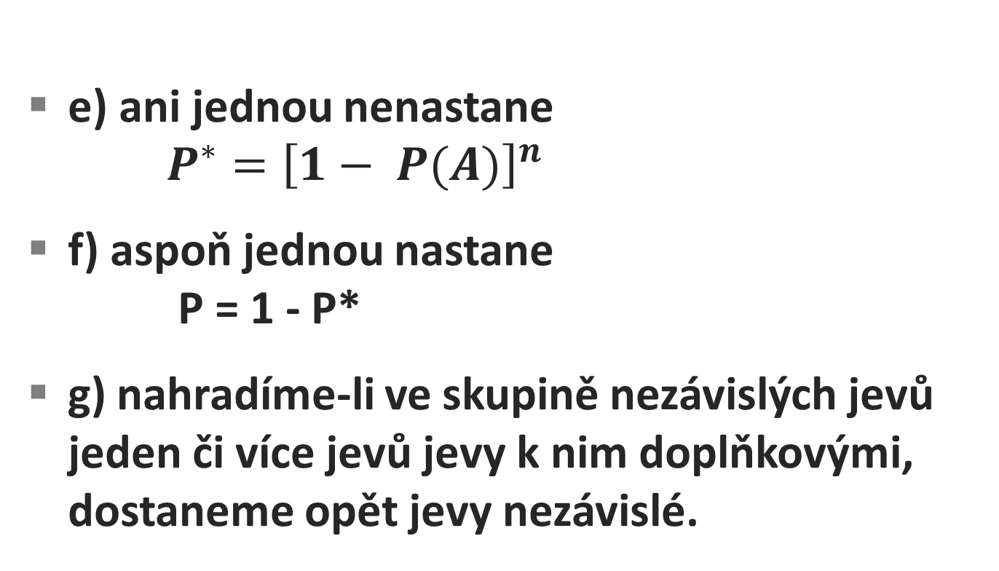 ▪ e) ani jednou nenastane
P* = [1 − P(A)]ⁿ
▪ f) aspoň jednou nastane
P = 1 - P*
▪ g) nahradíme-li ve skupině nezávislých jevů
jeden či více jevů jevy k nim doplňkovými,
dostaneme opět jevy nezávislé.